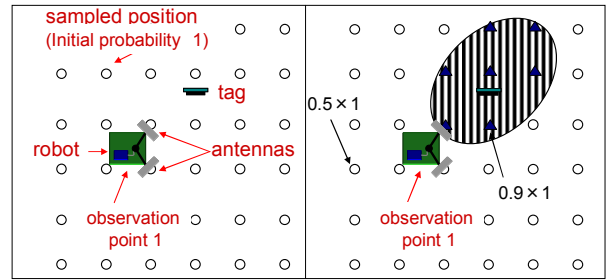 sampled position
(Initial probability 1)
tag
robot
antennas
observation
point 1
0.5×1
0.9×1
observation
point 1